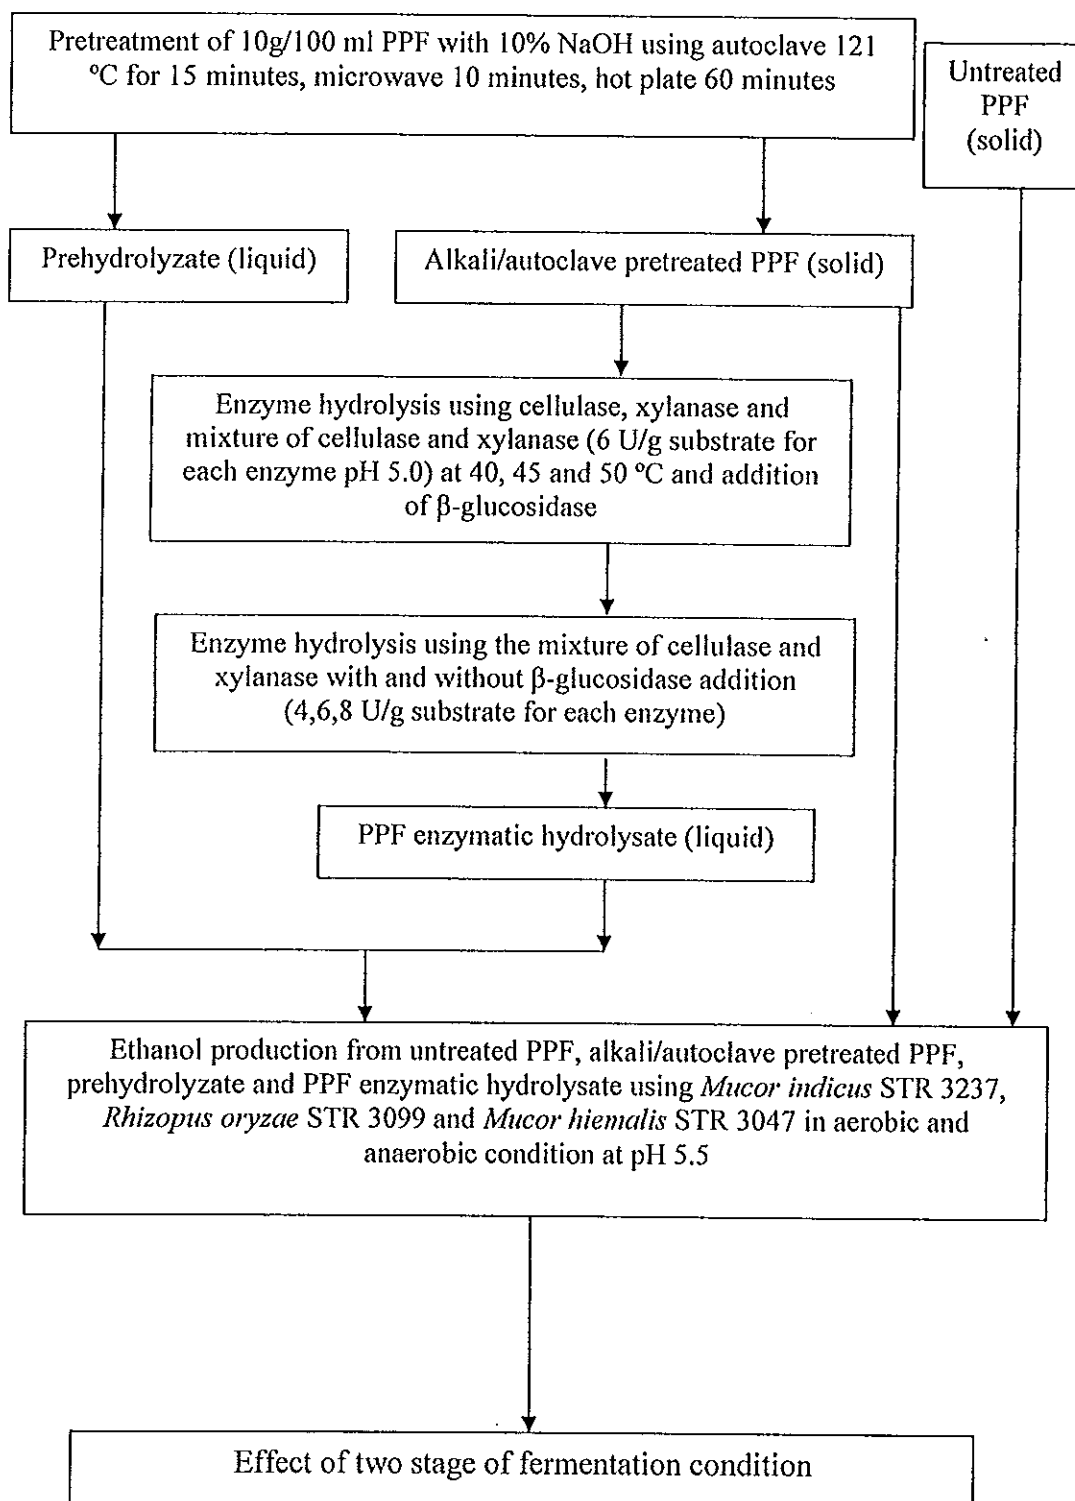 Pretreatment of 10g/100 ml PPF with 10% NaOH using autoclave 121
ºC for 15 minutes, microwave 10 minutes, hot plate 60 minutes
Untreated
PPF
(solid)
Prehydrolyzate (liquid)
Alkali/autoclave pretreated PPF (solid)
Enzyme hydrolysis using cellulase, xylanase and
mixture of cellulase and xylanase (6 U/g substrate for
each enzyme pH 5.0) at 40, 45 and 50 ºC and addition
of β-glucosidase
Enzyme hydrolysis using the mixture of cellulase and
xylanase with and without β-glucosidase addition
(4,6,8 U/g substrate for each enzyme)
PPF enzymatic hydrolysate (liquid)
Ethanol production from untreated PPF, alkali/autoclave pretreated PPF,
prehydrolyzate and PPF enzymatic hydrolysate using Mucor indicus STR 3237,
Rhizopus oryzae STR 3099 and Mucor hiemalis STR 3047 in aerobic and
anaerobic condition at pH 5.5
Effect of two stage of fermentation condition